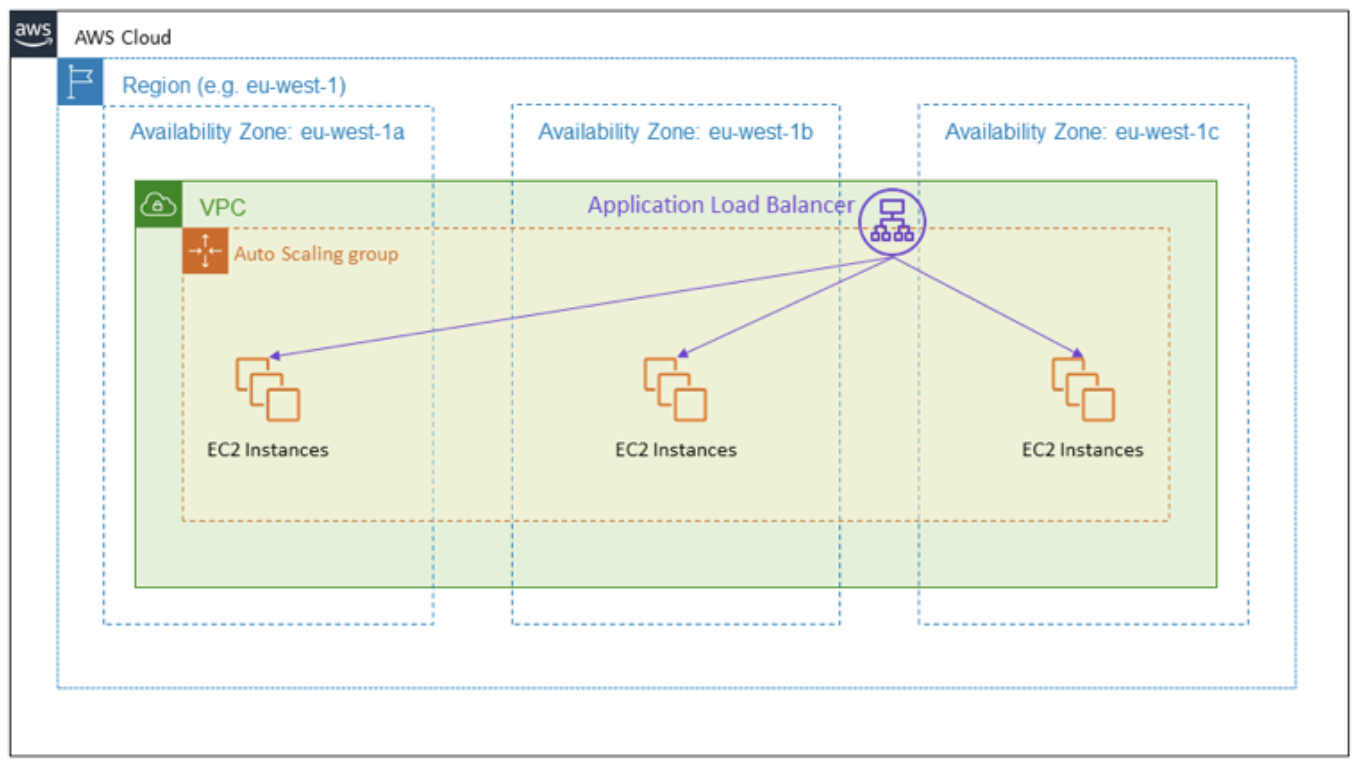 aws
AWS Cloud
Region (e.g. eu-west-1)
Availability Zone: eu-west-1a
Availability Zone: eu-west-1b
Availability Zone: eu-west-1c
VPC
Application Load Balancer
Auto Scaling group
EC2 Instances
EC2 Instances
EC2 Instances